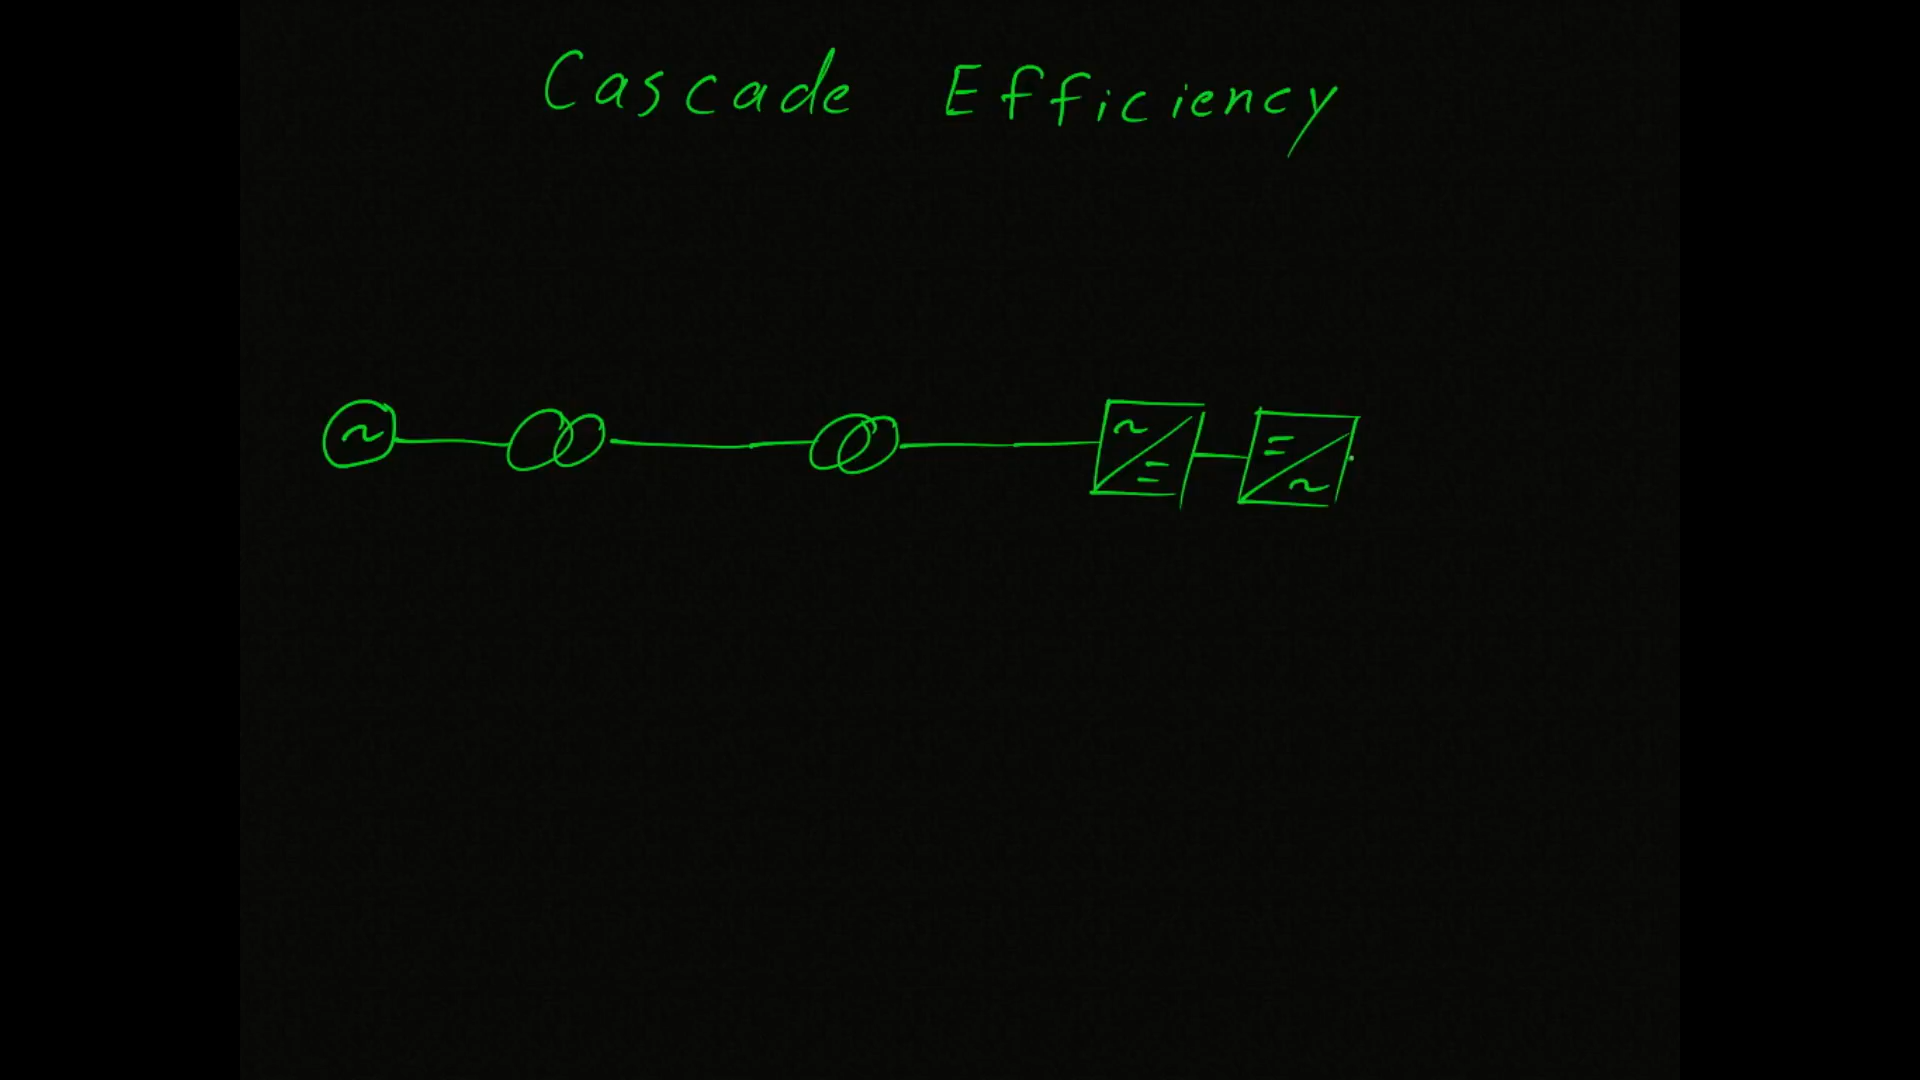 Cascade Efficiency
~ ~ = = ~